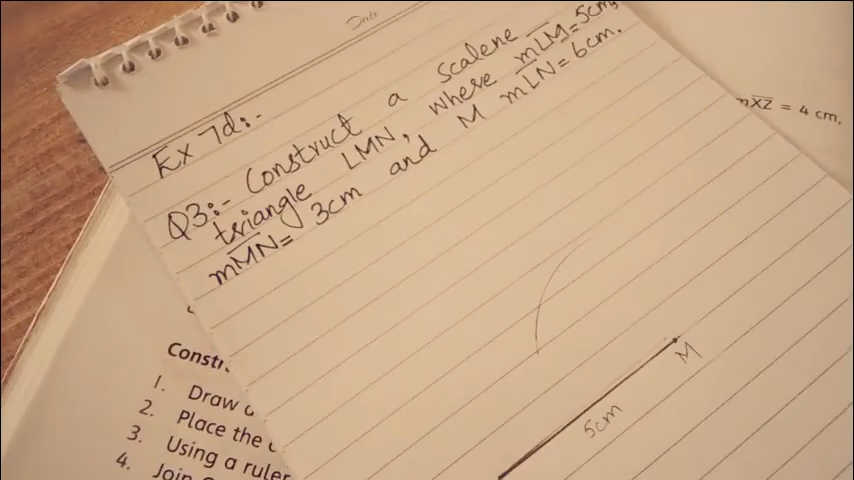 Date
Ex 7d:-
Q3:- Construct a scalene
triangle LMN, where mLM=5cm,
mMN= 3cm and M mLN=6cm.
M
5cm
mXZ = 4 cm,
1. Draw
2. Place the
3. Using a ruler
4. Join